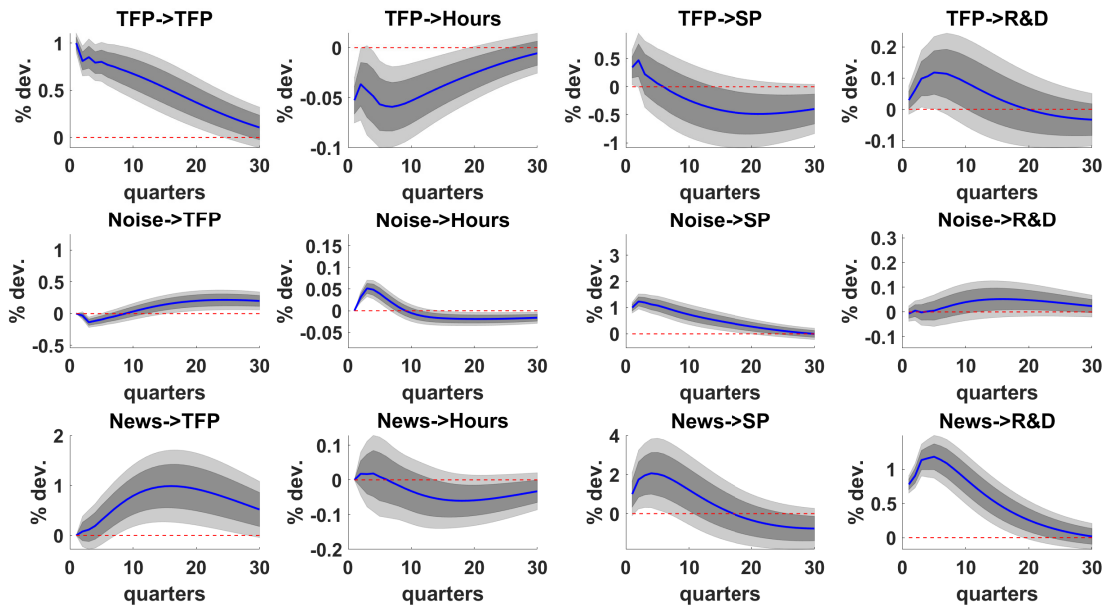 TFP->TFP
TFP->Hours
TFP->SP
TFP->R&D
% dev.
1
0.5
0
0 10 20 30
quarters
% dev.
0
-0.05
-0.1
0 10 20 30
quarters
% dev.
0.5
0
-0.5
-1
0 10 20 30
quarters
% dev.
0.2
0.1
0
-0.1
0 10 20 30
quarters
Noise->TFP
Noise->Hours
Noise->SP
Noise->R&D
% dev.
1
0.5
0
-0.5
0 10 20 30
quarters
% dev.
0.15
0.1
0.05
0
-0.05
0 10 20 30
quarters
% dev.
3
2
1
0
0 10 20 30
quarters
% dev.
0.3
0.2
0.1
0
-0.1
0 10 20 30
quarters
News->TFP
News->Hours
News->SP
News->R&D
% dev.
2
1
0
0 10 20 30
quarters
% dev.
0.1
0
-0.1
-0.2
0 10 20 30
quarters
% dev.
4
2
0
0 10 20 30
quarters
% dev.
1
0.5
0
0 10 20 30
quarters